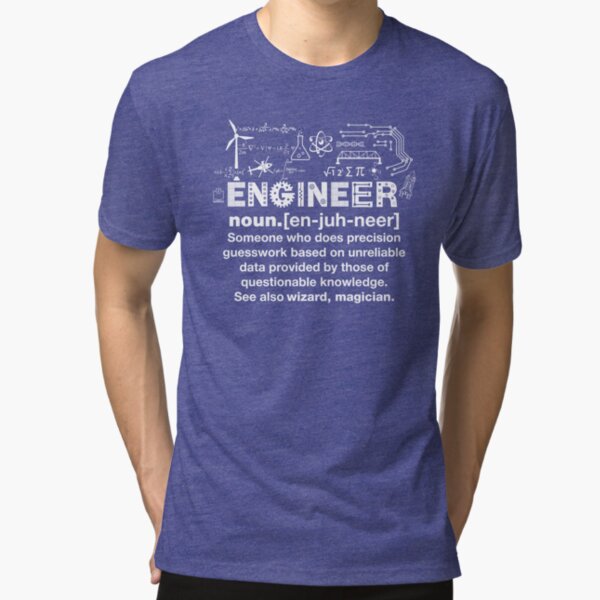 √12³ΣΠ
ENGINEER
noun.[en-juh-neer]
Someone who does precision
guesswork based on unreliable
data provided by those of
questionable knowledge.
See also wizard, magician.